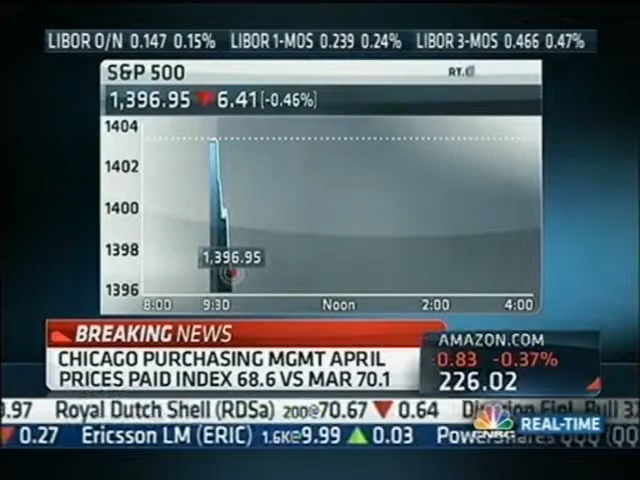 LIBOR O/N 0.147 0.15% LIBOR 1-MOS 0.239 0.24% LIBOR 3-MOS 0.466 0.47%
S&P 500
RT.
1,396.95 6.41 [-0.46%]
1404
1402
1400
1398
1,396.95
1396
8:00 9:30 Noon 2:00 4:00
BREAKING NEWS
CHICAGO PURCHASING MGMT APRIL
PRICES PAID INDEX 68.6 VS MAR 70.1
AMAZON.COM
-0.83 -0.37%
226.02
3.97 Royal Dutch Shell (RDSa) 200@70.67 0.64
0.27 Ericsson LM (ERIC) 1.6K@9.99 0.03
CNBC
REAL-TIME